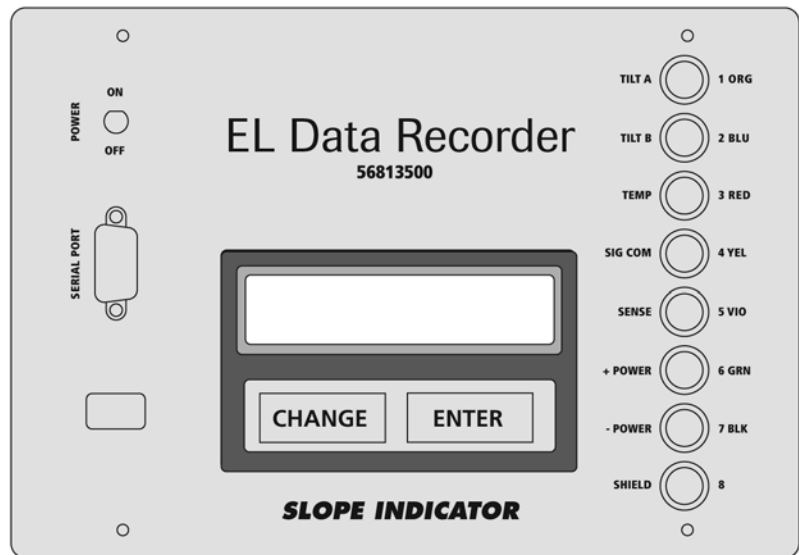 ON
POWER
OFF
SERIAL PORT
EL Data Recorder
56813500
CHANGE ENTER
SLOPE INDICATOR
TILT A 1 ORG
TILT B 2 BLU
TEMP 3 RED
SIG COM 4 YEL
SENSE 5 VIO
+ POWER 6 GRN
- POWER 7 BLK
SHIELD 8